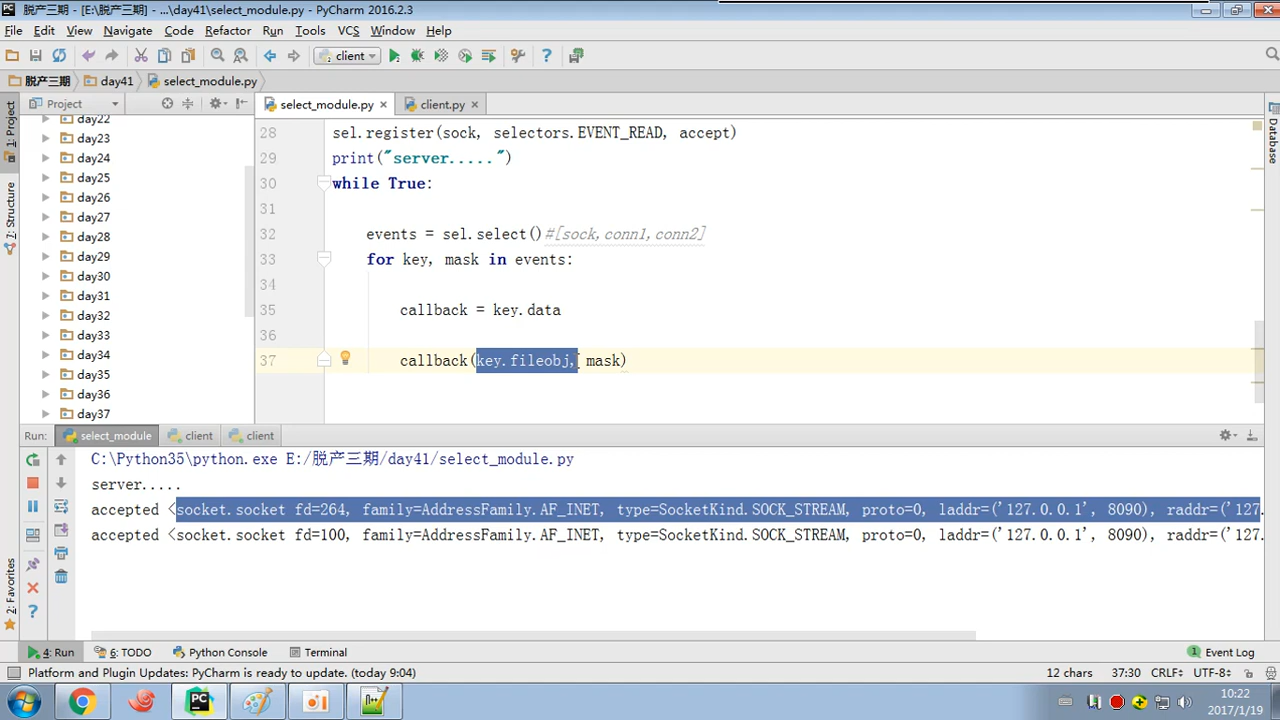 脱产三期 - [E:\脱产三期] - ...\day41\select_module.py - PyCharm 2016.2.3
File Edit View Navigate Code Refactor Run Tools VCS Window Help
client
脱产三期 day41 select_module.py
Project select_module.py client.py
1: Project
7: Structure
2: Favorites
Database
day22
day23
day24
day25
day26
day27
day28
day29
day30
day31
day32
day33
day34
day35
day36
day37
28 sel.register(sock, selectors.EVENT_READ, accept)
29 print("server.....")
30 while True:
31
32 events = sel.select()#[sock,conn1,conn2]
33 for key, mask in events:
34
35 callback = key.data
36
37 callback(key.fileobj, mask)
Run: select_module client client
C:\Python35\python.exe E:/脱产三期/day41/select_module.py
server.....
accepted <socket.socket fd=264, family=AddressFamily.AF_INET, type=SocketKind.SOCK_STREAM, proto=0, laddr=('127.0.0.1', 8090), raddr=('127.
accepted <socket.socket fd=100, family=AddressFamily.AF_INET, type=SocketKind.SOCK_STREAM, proto=0, laddr=('127.0.0.1', 8090), raddr=('127.
4: Run 6: TODO Python Console Terminal 1 Event Log
Platform and Plugin Updates: PyCharm is ready to update. (today 9:04) 12 chars 37:30 CRLF UTF-8
10:22
2017/1/19